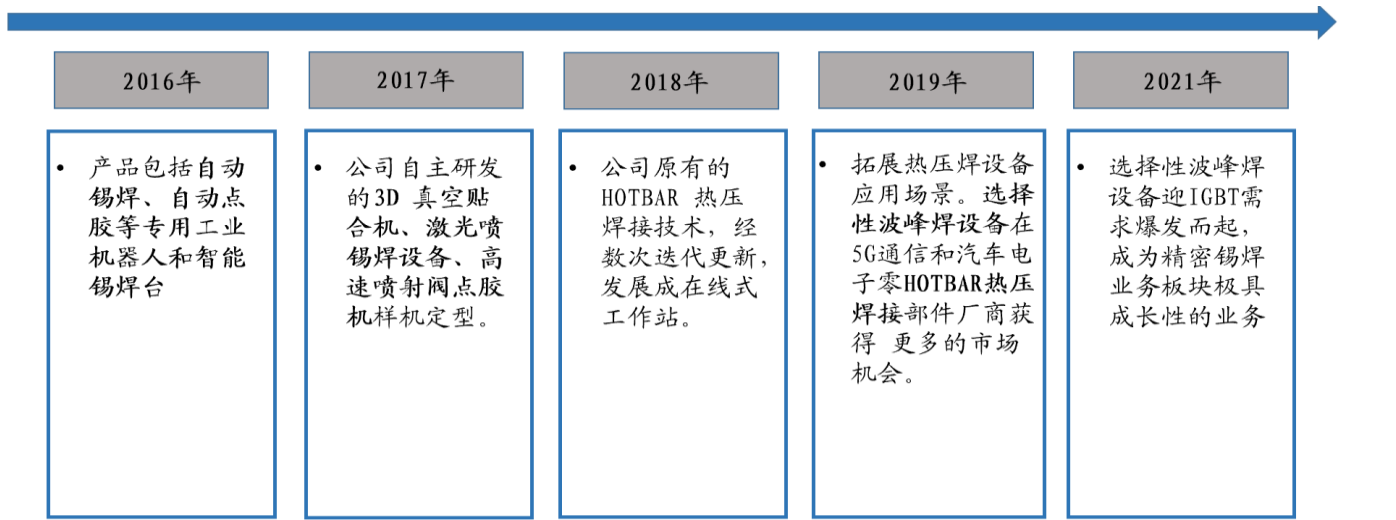 2016年
• 产品包括自动
锡焊、自动点
胶等专用工业
机器人和智能
锡焊台
2017年
• 公司自主研发
的3D 真空贴
合机、激光喷
锡焊设备、高
速喷射阀点胶
机样机定型。
2018年
• 公司原有的
HOTBAR 热压
焊接技术，经
数次迭代更新，
发展成在线式
工作站。
2019年
• 拓展热压焊设备
应用场景。选择
性波峰焊设备在
5G通信和汽车电
子零HOTBAR热压
焊接部件厂商获
得 更多的市场
机会。
2021年
• 选择性波峰焊
设备迎IGBT需
求爆发而起，
成为精密锡焊
业务板块极具
成长性的业务